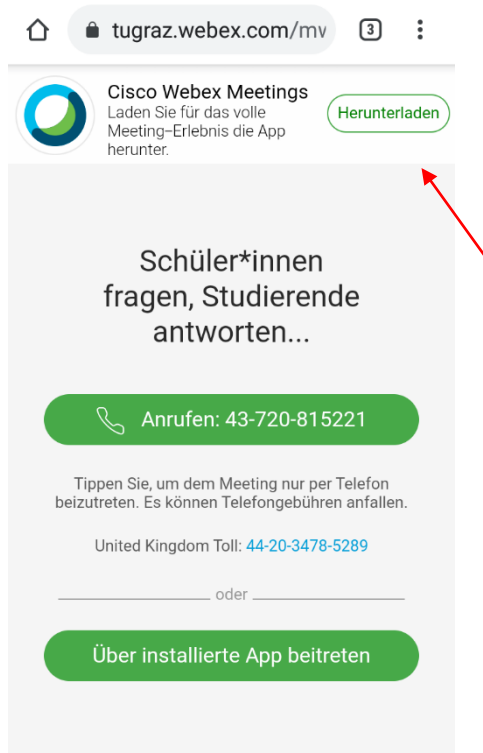 tugraz.webex.com/mw
3
Cisco Webex Meetings
Laden Sie für das volle
Meeting-Erlebnis die App
herunter.
Herunterladen
Schüler*innen
fragen, Studierende
antworten...
Anrufen: 43-720-815221
Tippen Sie, um dem Meeting nur per Telefon
beizutreten. Es können Telefongebühren anfallen.
United Kingdom Toll: 44-20-3478-5289
oder
Über installierte App beitreten